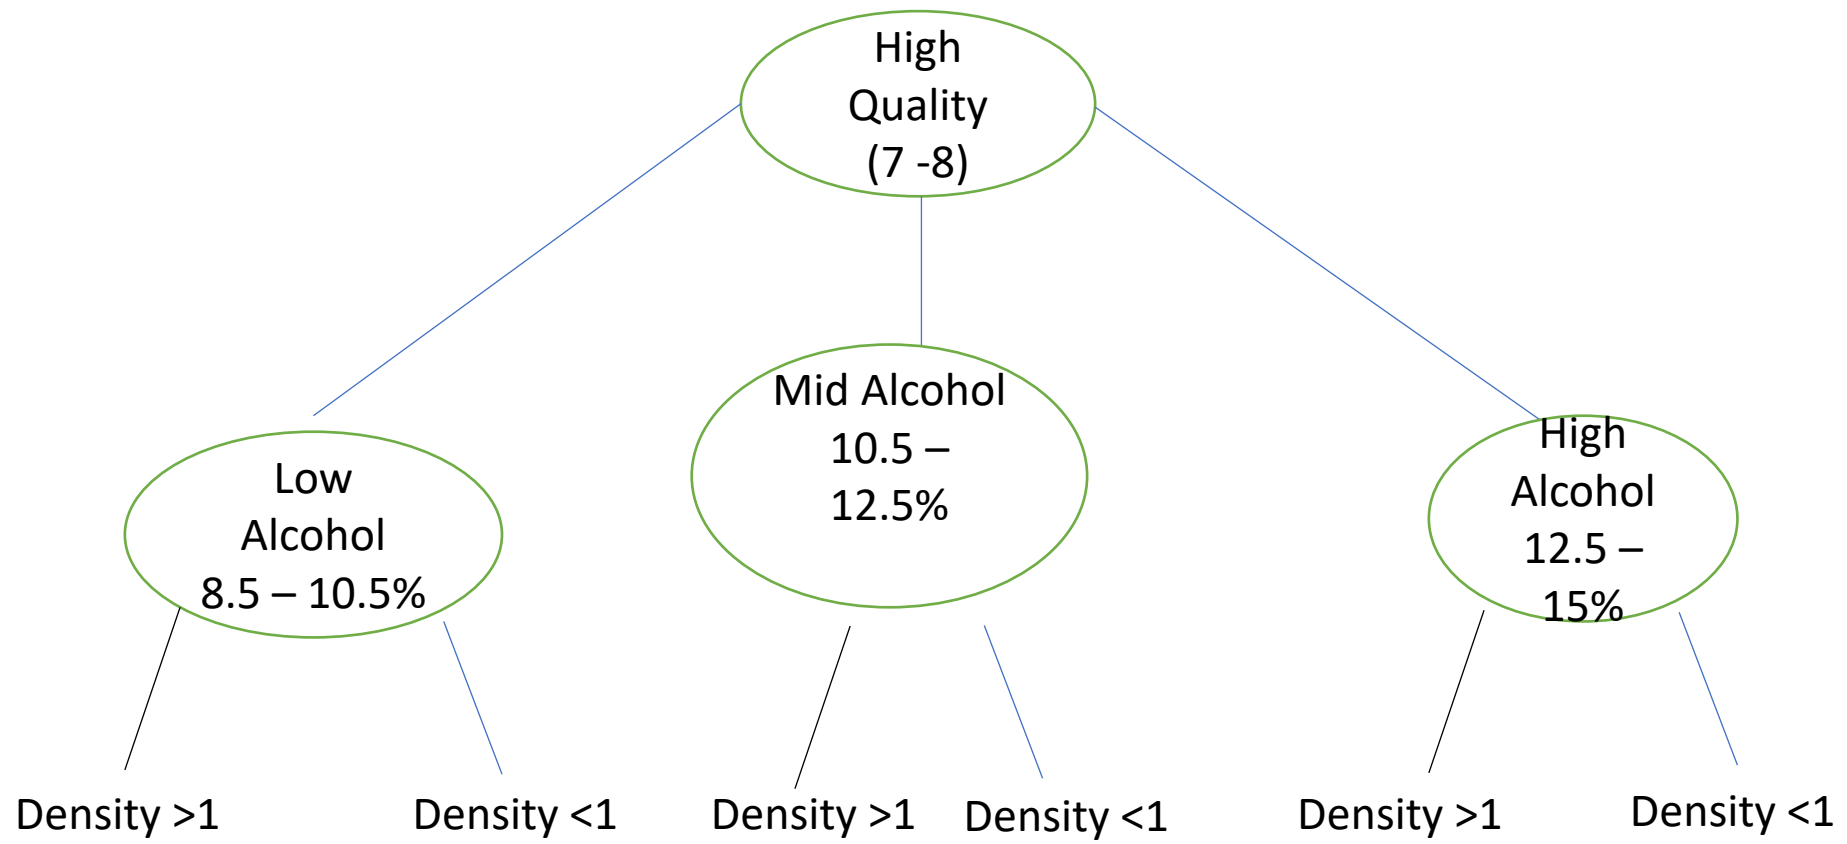 High
Quality
(7 -8)
Low
Alcohol
8.5 – 10.5%
Mid Alcohol
10.5 –
12.5%
High
Alcohol
12.5 –
15%
Density >1
Density <1
Density >1
Density <1
Density >1
Density <1